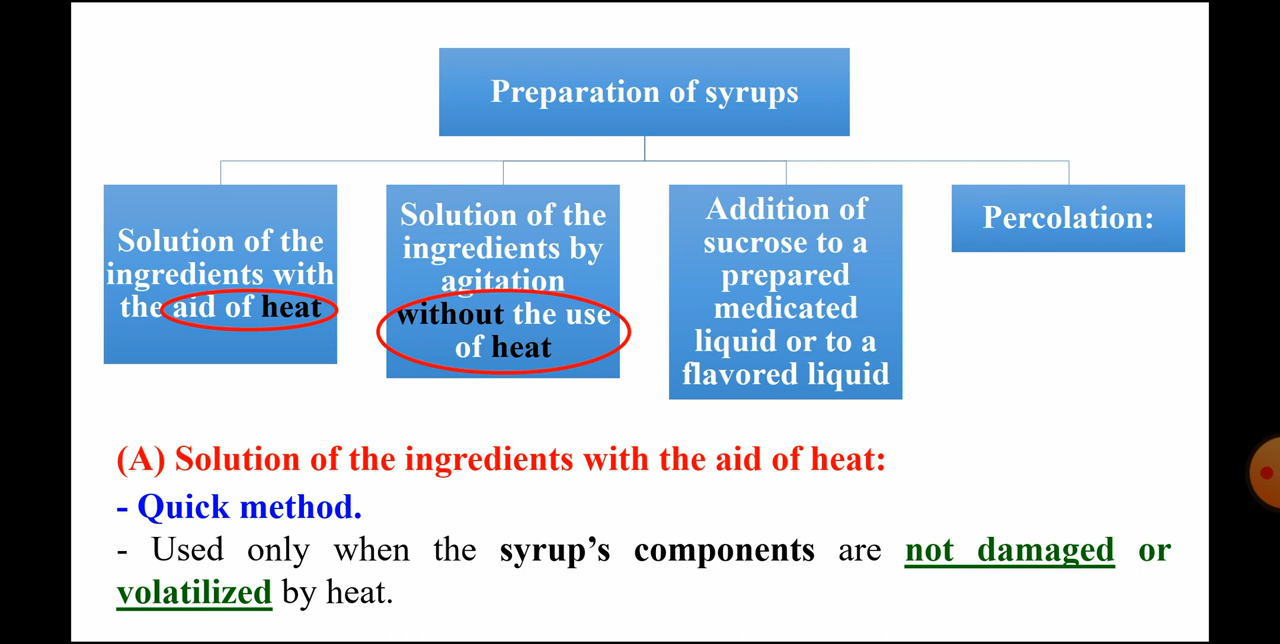 Preparation of syrups
Solution of the
ingredients with
the aid of heat
Solution of the
ingredients by
agitation
without the use
of heat
Addition of
sucrose to a
prepared
medicated
liquid or to a
flavored liquid
Percolation:
(A) Solution of the ingredients with the aid of heat:
- Quick method.
- Used only when the syrup’s components are not damaged or
volatilized by heat.